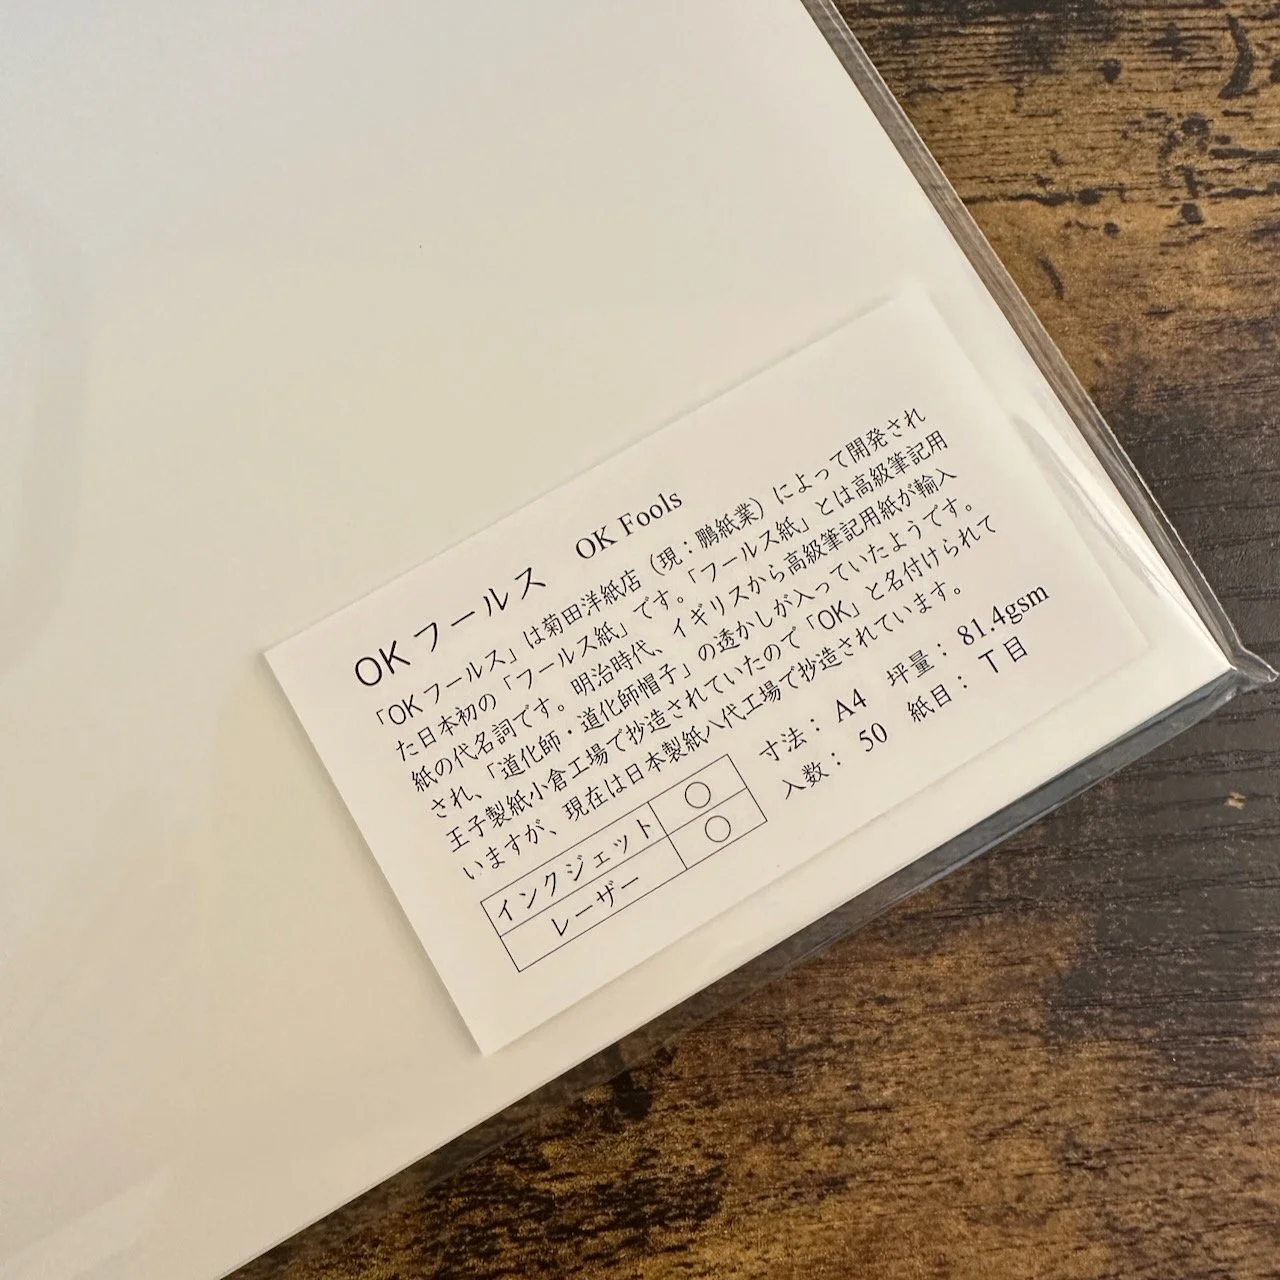 OKフールス　OK Fools
「OKフールス」は菊田洋紙店（現：鵬紙業）によって開発され
た日本初の「フールス紙」です。「フールス紙」とは高級筆記用
紙の代名詞です。明治時代、イギリスから高級筆記用紙が輸入
され、「道化師・道化師帽子」の透かしが入っていたようです。
王子製紙小倉工場で抄造されていたので「OK」と名付けられて
いますが、現在は日本製紙八代工場で抄造されています。
インクジェット ○ 寸法： A4 坪量： 81.4gsm
レーザー ○ 入数： 50 紙目： T目